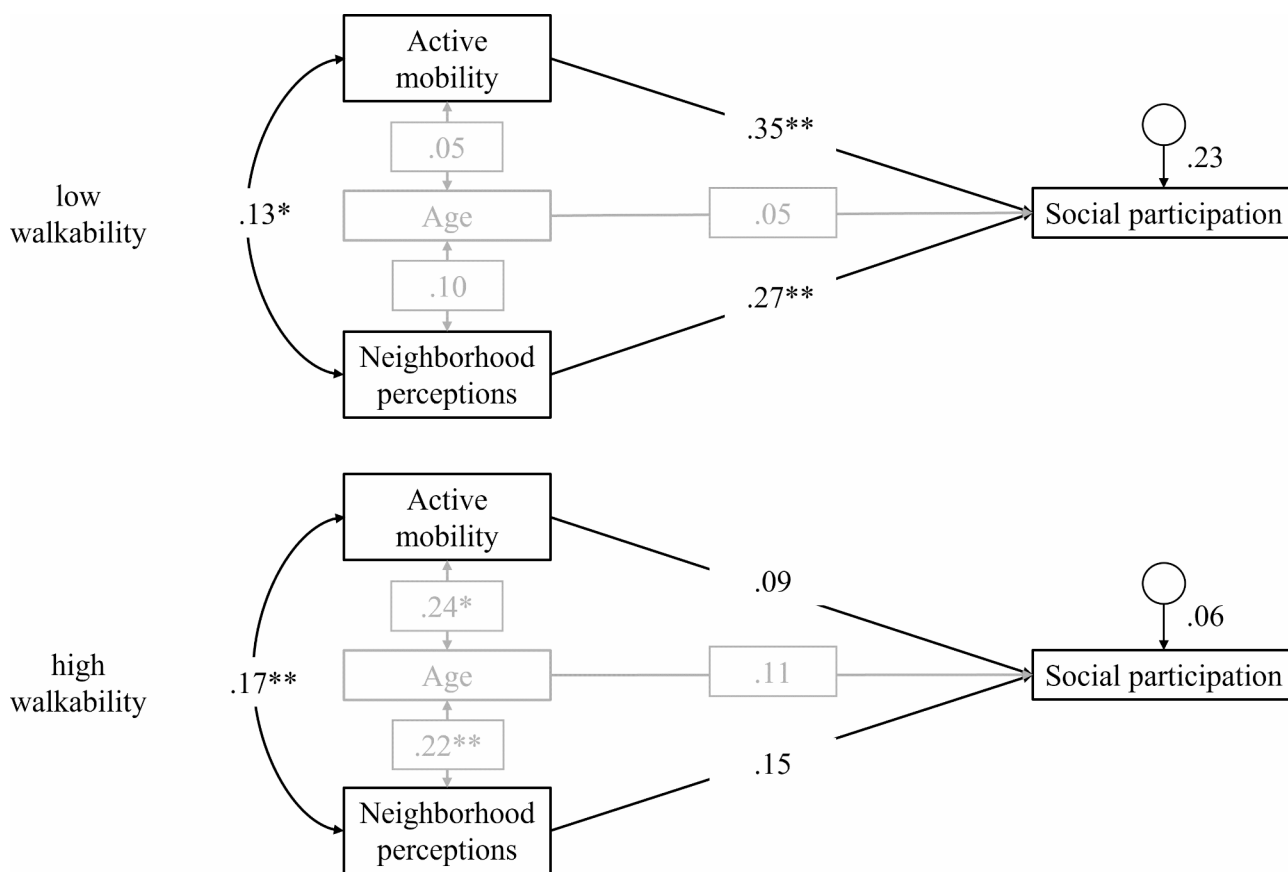 Active
mobility
.35**
.05
.23
low
walkability
.13*
Age
.05
Social participation
.10
.27**
Neighborhood
perceptions
Active
mobility
.09
.24*
.06
high
walkability
.17**
Age
.11
Social participation
.22**
.15
Neighborhood
perceptions